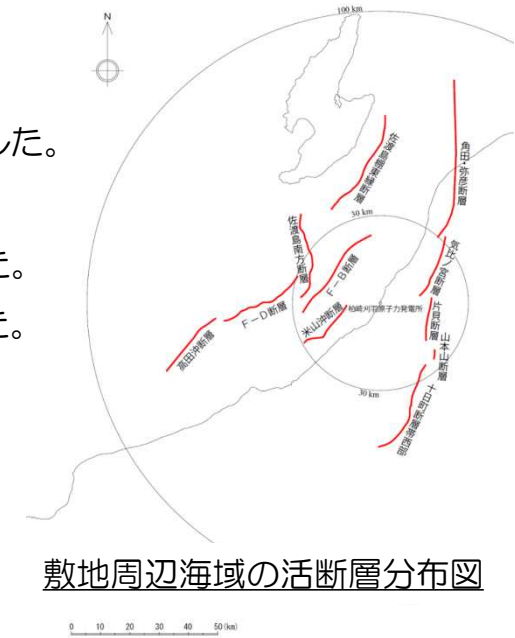 100 km
N
した。
佐渡島棚東縁断層
角田・弥彦断層
30 km
佐渡島南方断層
F－B断層
気比ノ宮断層
た。
柏崎刈羽原子力発電所
片貝断層
F－D断層
米山沖断層
た。
山本山断層
高田沖断層
30 km
十日町断層帯西部
敷地周辺海域の活断層分布図
0 10 20 30 40 50(km)